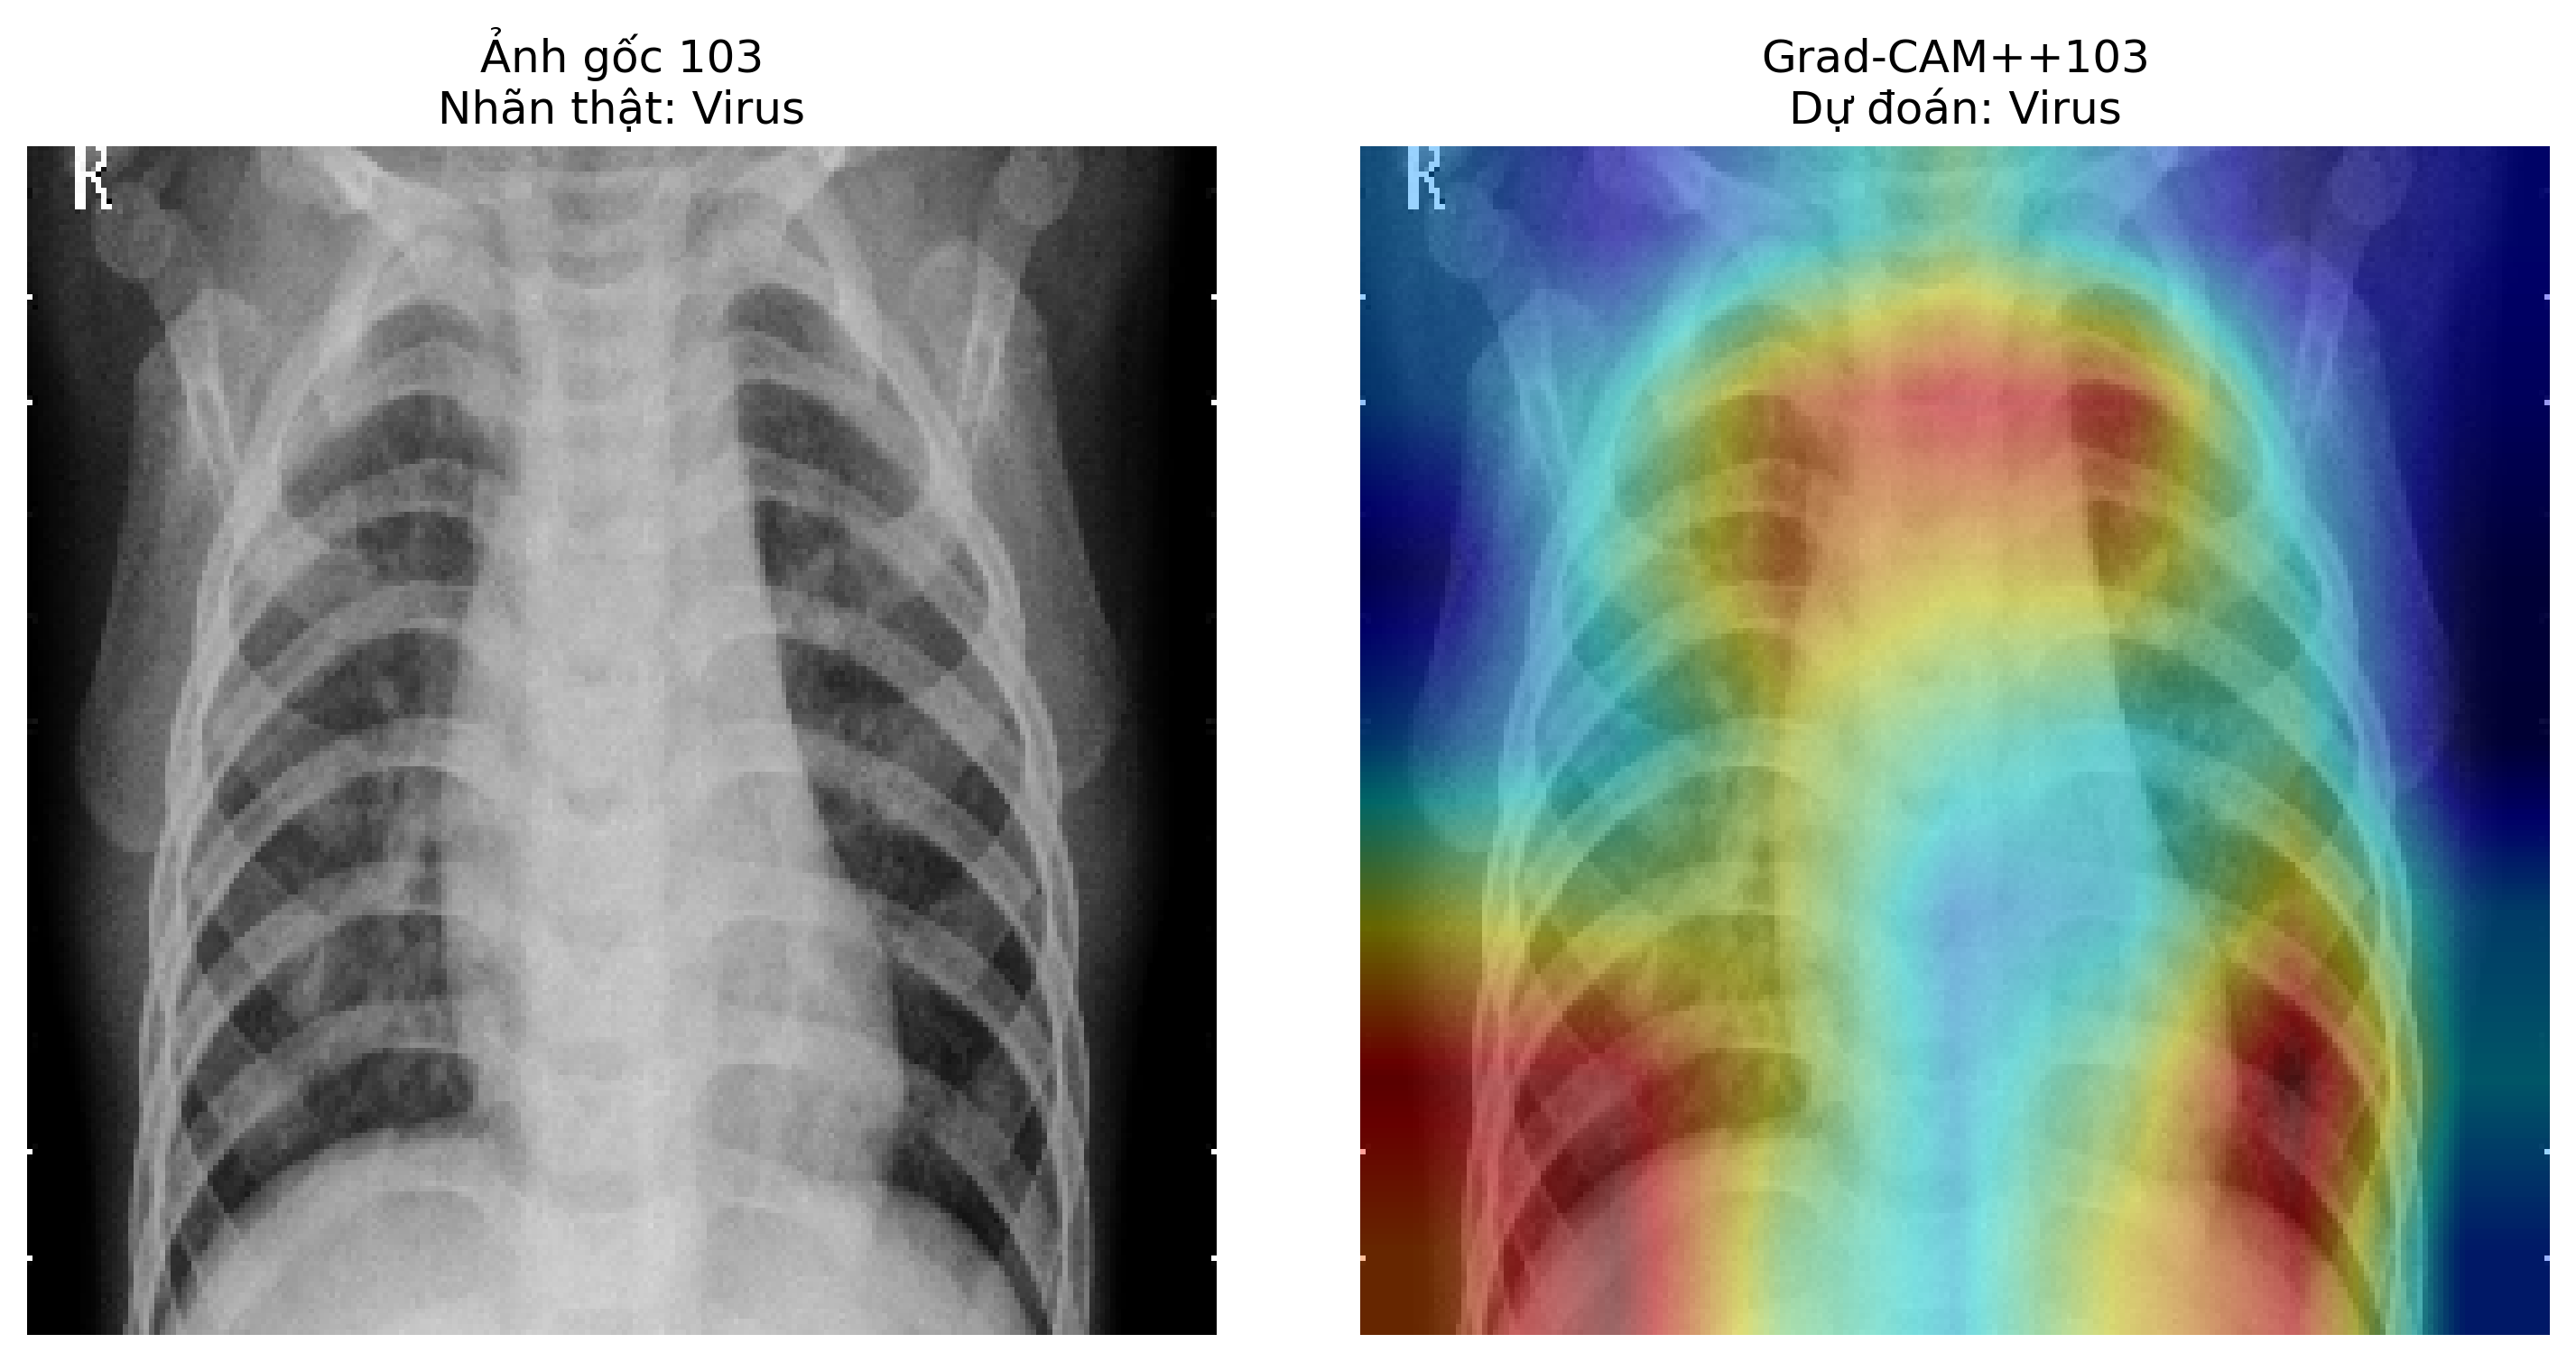 Ảnh gốc 103
Nhãn thật: Virus
R
Grad-CAM++103
Dự đoán: Virus
R